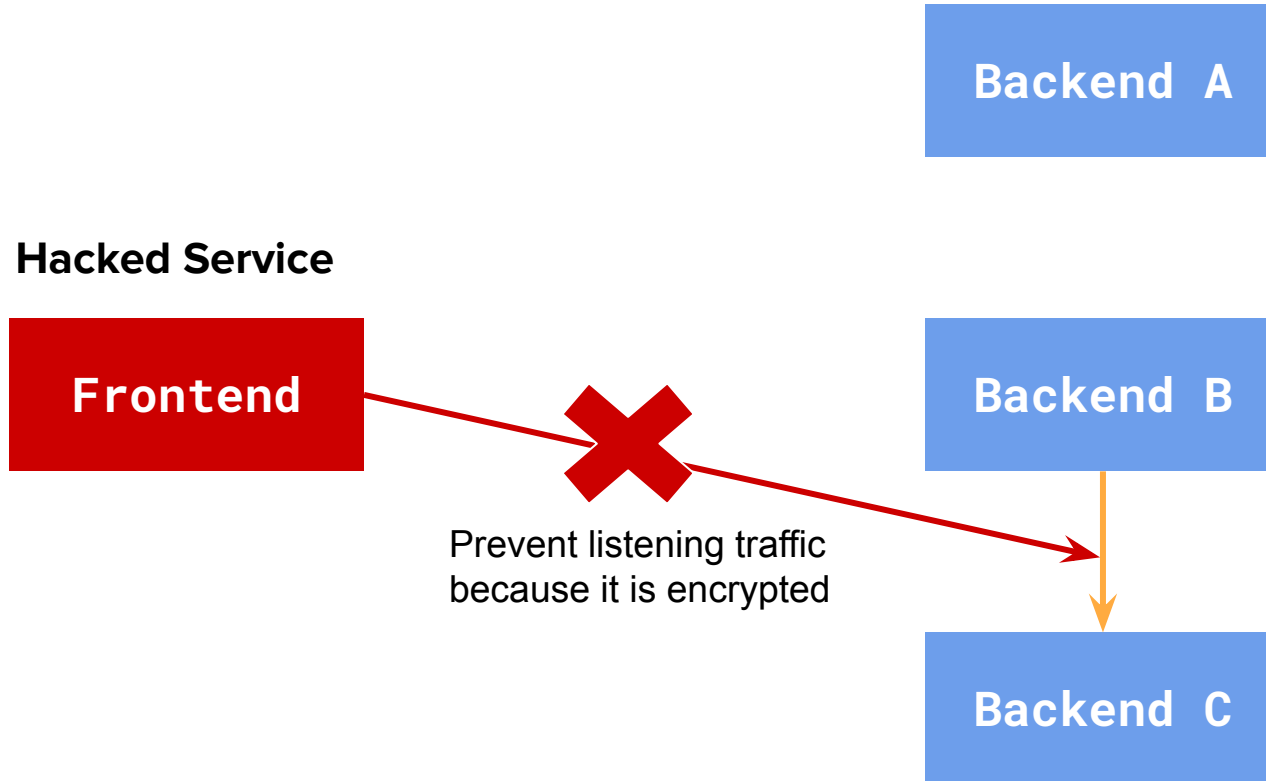 Backend A
Hacked Service
Frontend
Backend B
Prevent listening traffic
because it is encrypted
Backend C